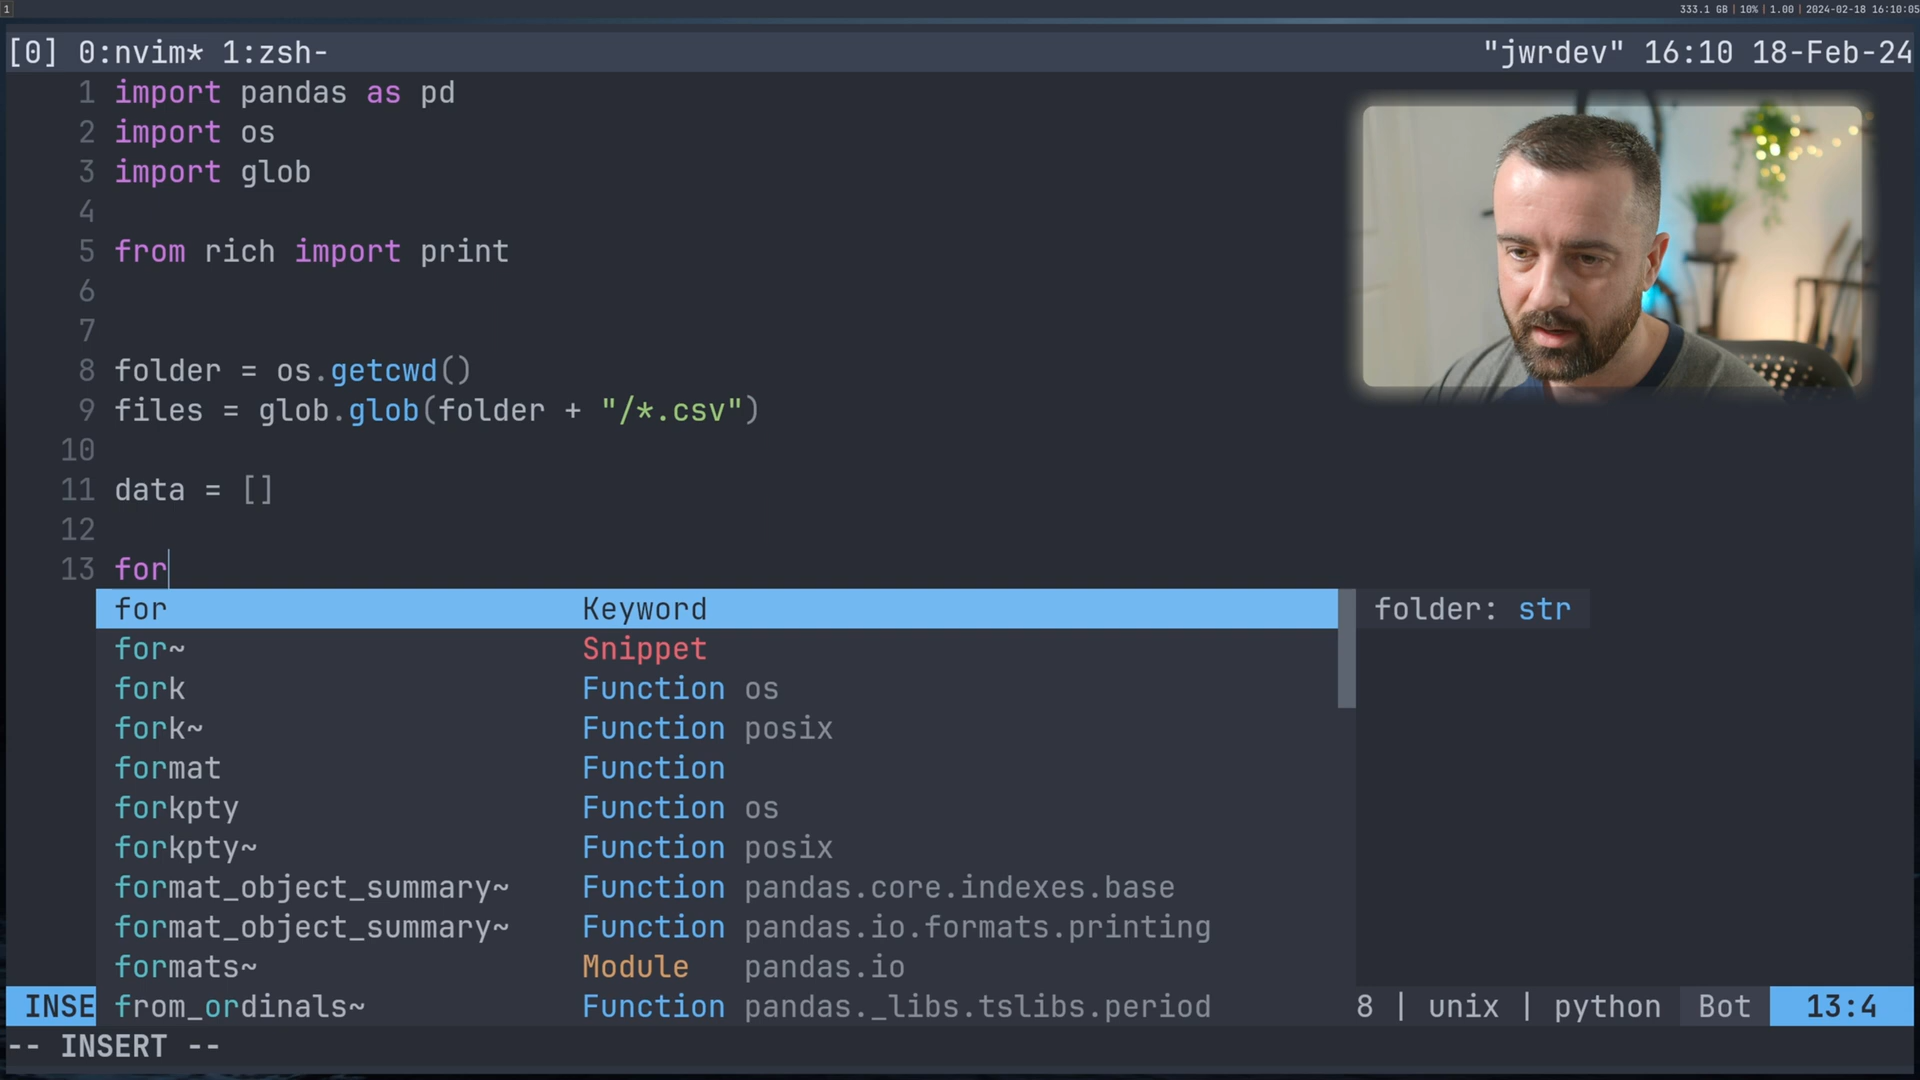 1
333.1 GB | 10% | 1.00 | 2024-02-18 16:10:05
[0] 0:nvim* 1:zsh- "jwrdev" 16:10 18-Feb-24
1 import pandas as pd
2 import os
3 import glob
4
5 from rich import print
6
7
8 folder = os.getcwd()
9 files = glob.glob(folder + "/*.csv")
10
11 data = []
12
13 for
for Keyword folder: str
for~ Snippet
fork Function os
fork~ Function posix
format Function
forkpty Function os
forkpty~ Function posix
format_object_summary~ Function pandas.core.indexes.base
format_object_summary~ Function pandas.io.formats.printing
formats~ Module pandas.io
from_ordinals~ Function pandas._libs.tslibs.period
INSE 8 | unix | python Bot 13:4
-- INSERT --